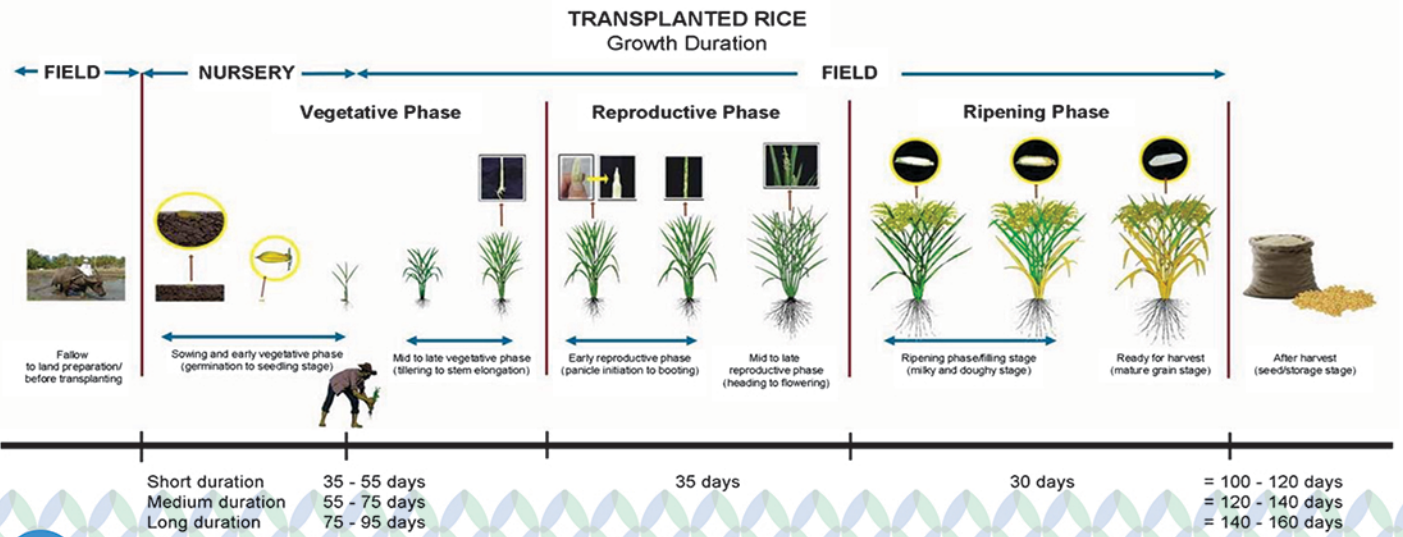 TRANSPLANTED RICE
Growth Duration
FIELD
NURSERY
FIELD
Vegetative Phase
Reproductive Phase
Ripening Phase
Fallow
to land preparation/
before transplanting
Sowing and early vegetative phase
(germination to seedling stage)
Mid to late vegetative phase
(tillering to stem elongation)
Early reproductive phase
(panicle initiation to booting)
Mid to late
reproductive phase
(heading to flowering)
Ripening phase/filling stage
(milky and doughy stage)
Ready for harvest
(mature grain stage)
After harvest
(seed/storage stage)
Short duration 35 - 55 days 35 days 30 days = 100 - 120 days
Medium duration 55 - 75 days = 120 - 140 days
Long duration 75 - 95 days = 140 - 160 days